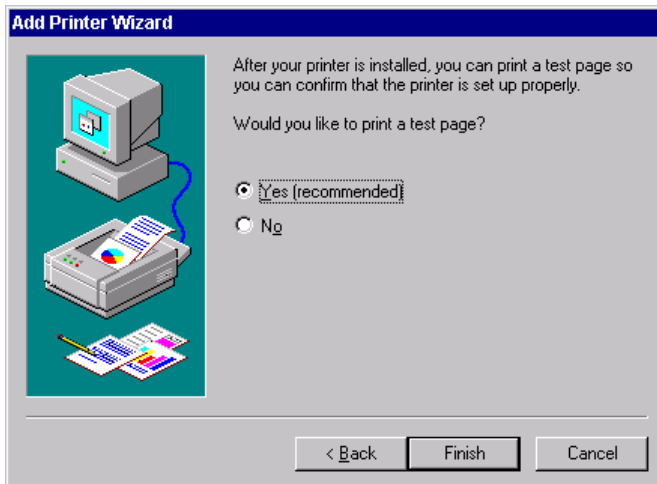 Add Printer Wizard
After your printer is installed, you can print a test page so
you can confirm that the printer is set up properly.
Would you like to print a test page?
Yes (recommended)
No
< Back
Finish
Cancel